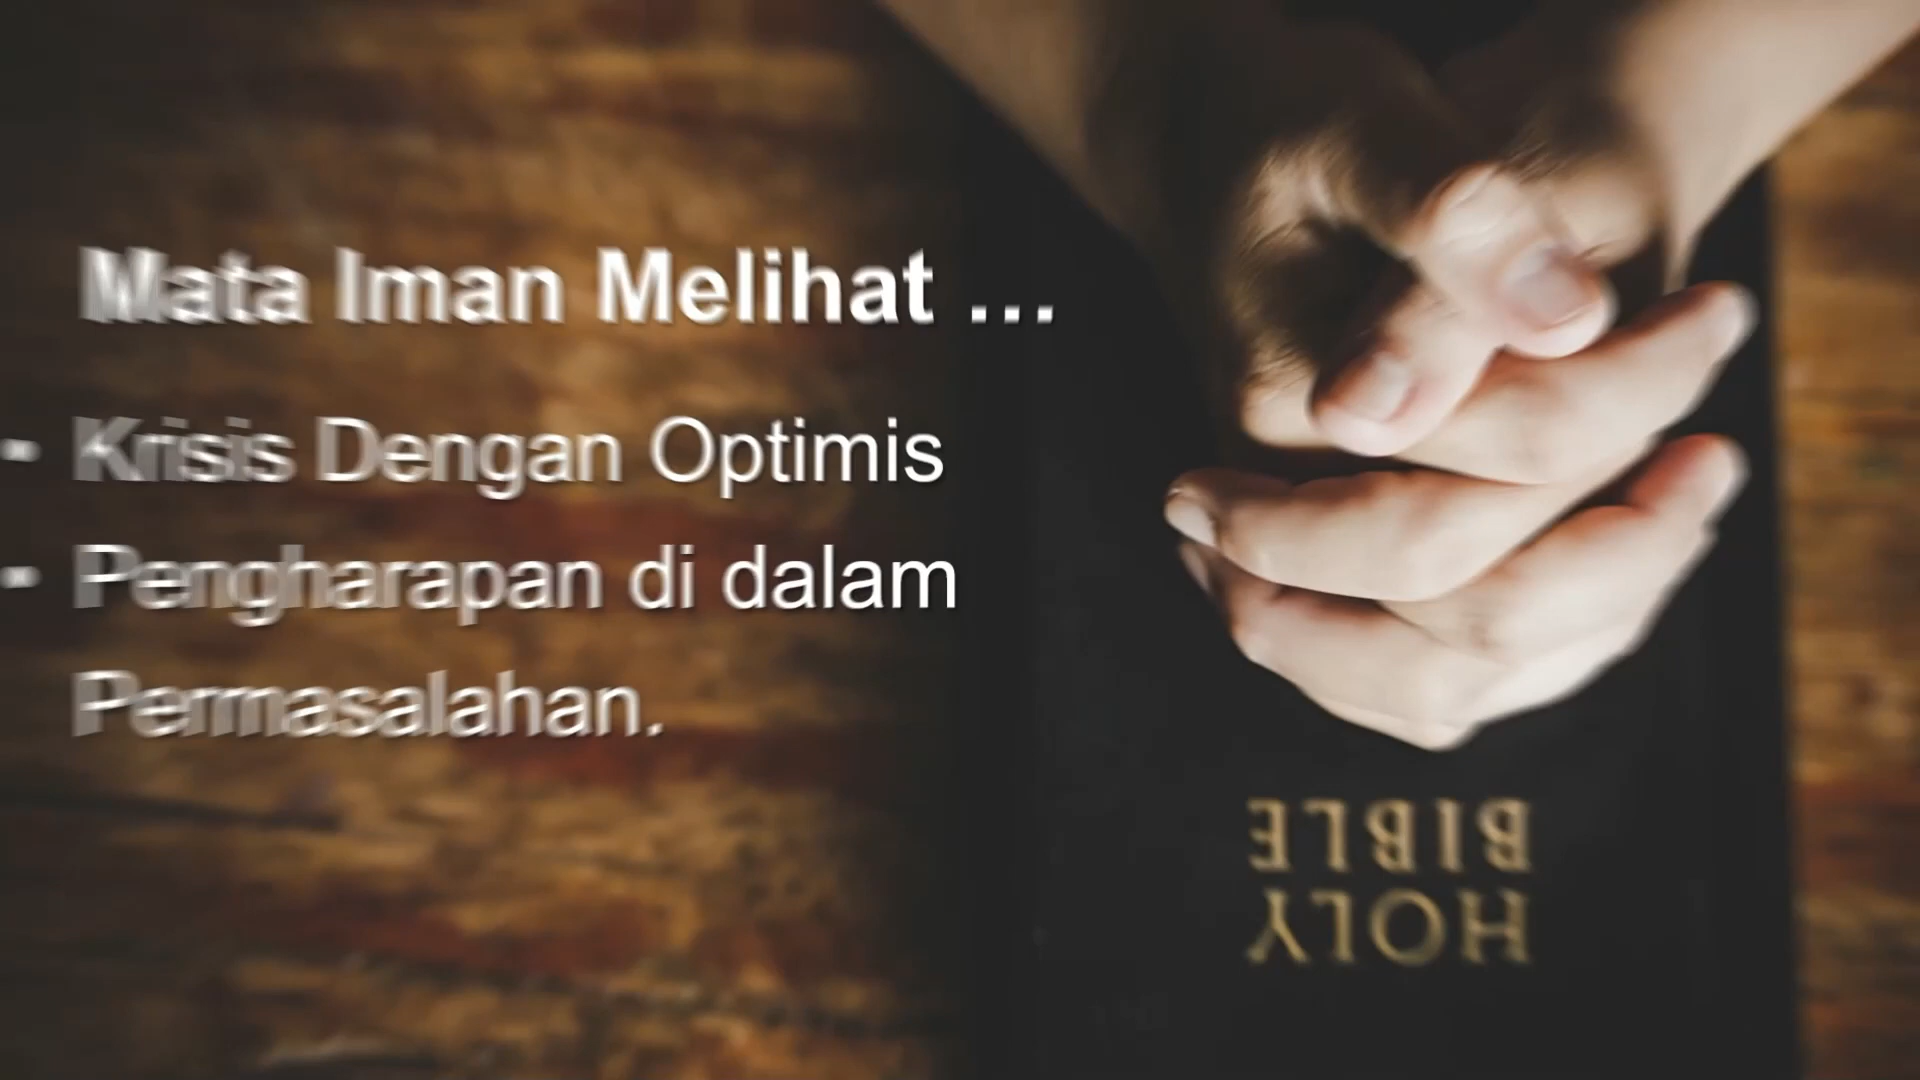 Mata Iman Melihat ...
• Krisis Dengan Optimis
• Pengharapan di dalam
Permasalahan.
HOLY
BIBLE